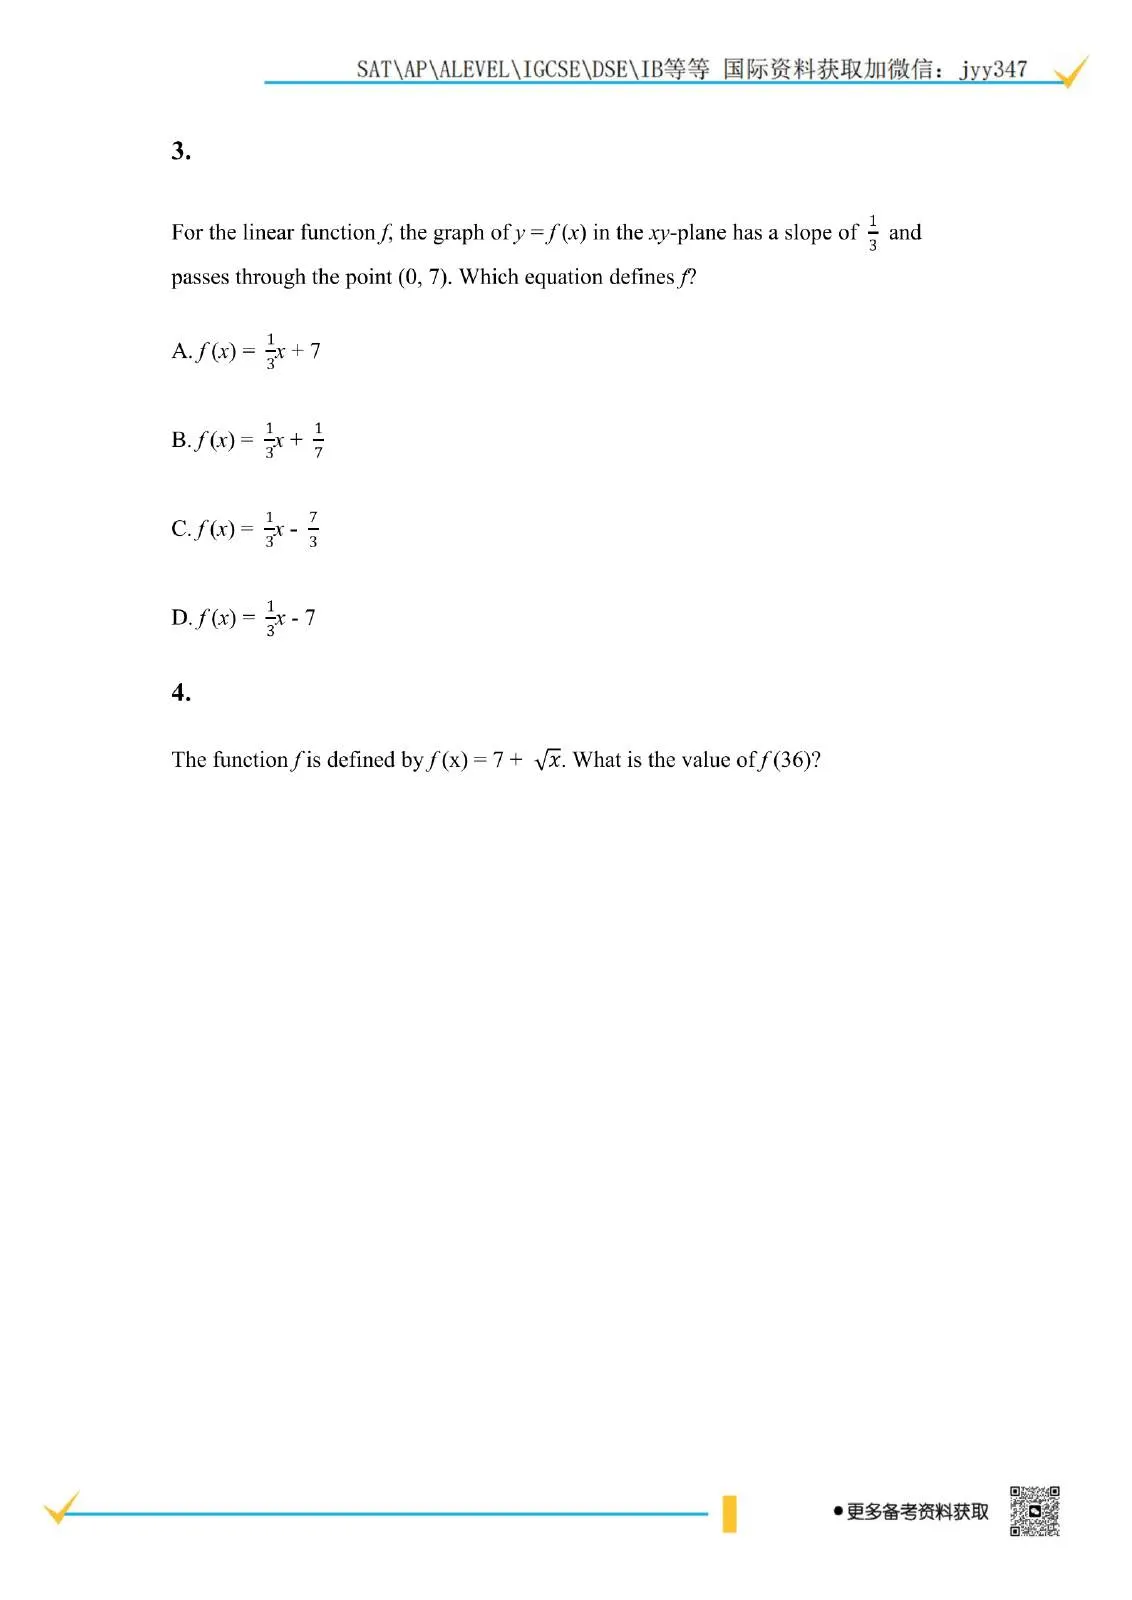 SAT\AP\ALEVEL\IGCSE\DSE\IB等等 国际资料获取加微信：jyy347
3.
For the linear function f, the graph of y = f (x) in the xy-plane has a slope of 1/3 and
passes through the point (0, 7). Which equation defines f?
A. f (x) = 1/3x + 7
B. f (x) = 1/3x + 1/7
C. f (x) = 1/3x - 7/3
D. f (x) = 1/3x - 7
4.
The function f is defined by f (x) = 7 + √x. What is the value of f (36)?
●更多备考资料获取